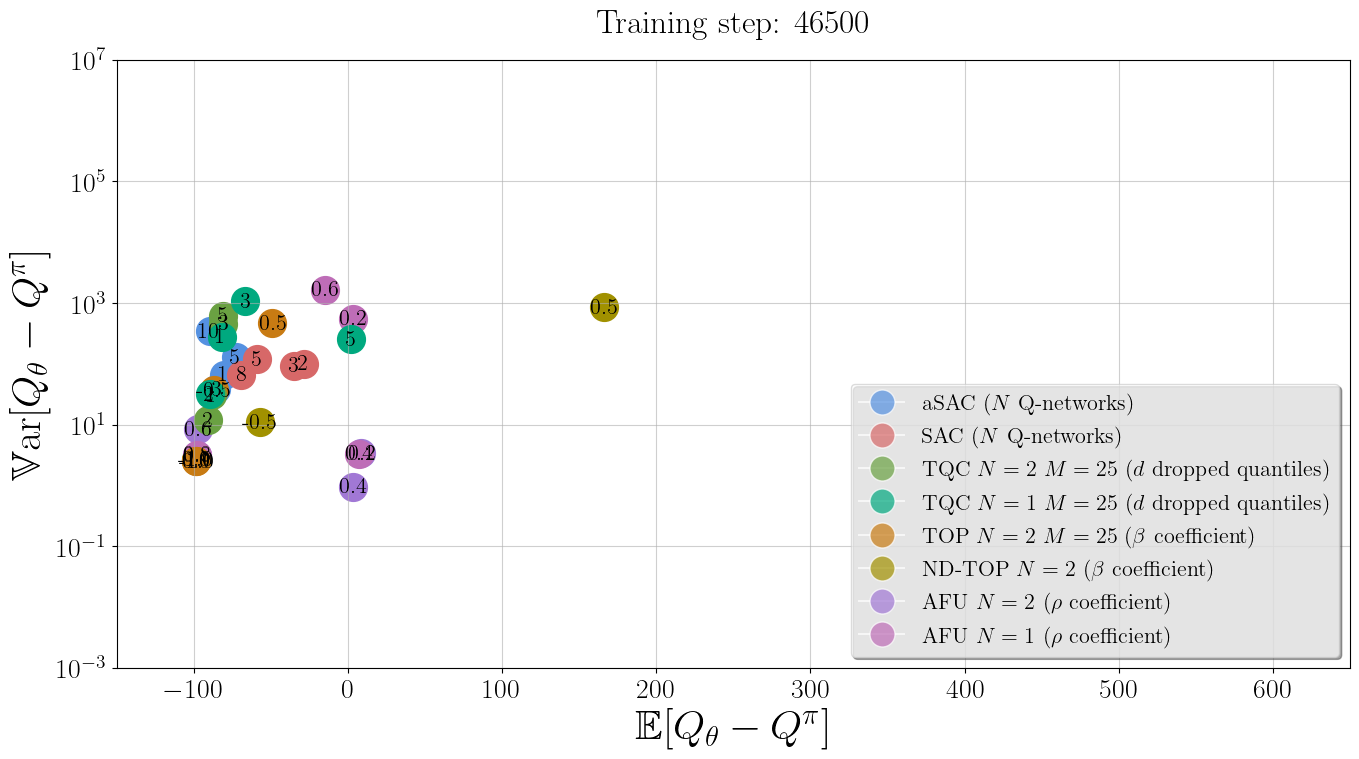 Training step: 46500
10^7
10^5
10^3
10^1
10^{-1}
10^{-3}
𝕍ar[Q_θ − Q^π]
0.6
3
0.2
0.5
5
0.5
3
10
1
5
5
5
3
2
1
8
2
-0.5
0.6
0.4
0.4
aSAC (N Q-networks)
SAC (N Q-networks)
TQC N = 2 M = 25 (d dropped quantiles)
TQC N = 1 M = 25 (d dropped quantiles)
TOP N = 2 M = 25 (β coefficient)
ND-TOP N = 2 (β coefficient)
AFU N = 2 (ρ coefficient)
AFU N = 1 (ρ coefficient)
−100 0 100 200 300 400 500 600
𝔼[Q_θ − Q^π]